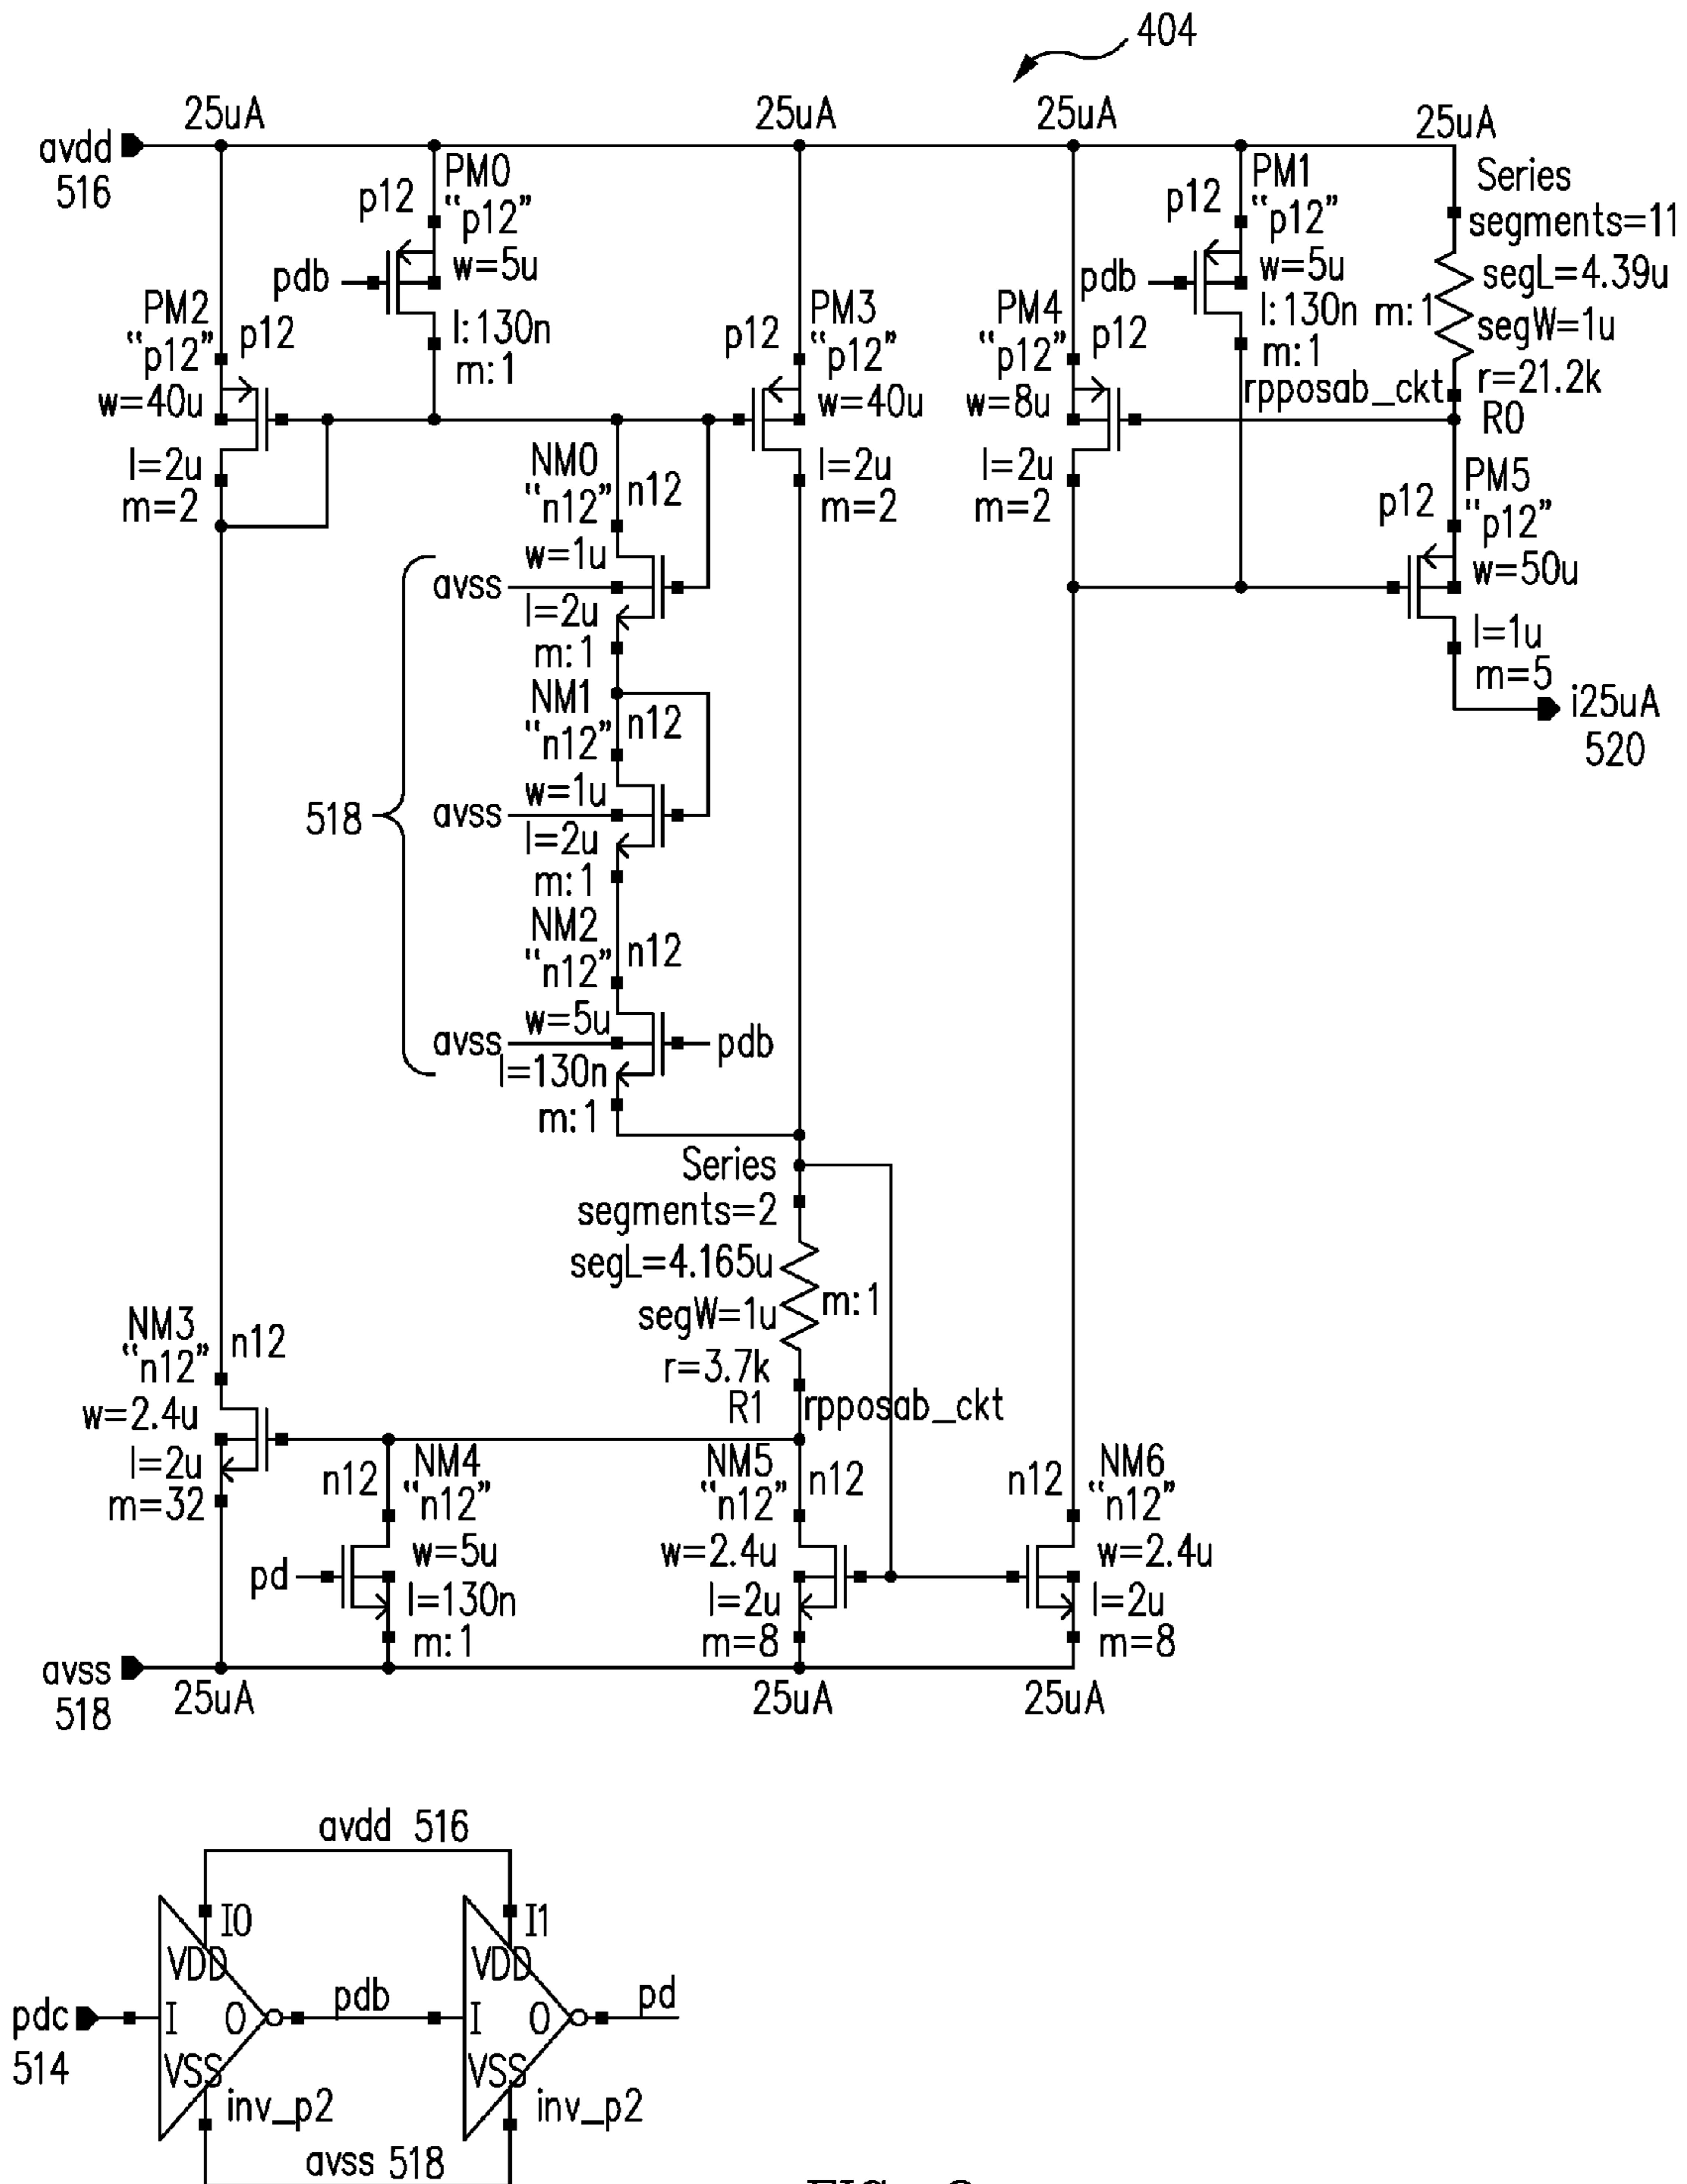 404
25uA
25uA
25uA
25uA
avdd
516
p12
PM0
"p12"
w=5u
pdb
l:130n
m:1
PM2
"p12"
p12
w=40u
l=2u
m=2
p12
PM3
"p12"
w=40u
l=2u
m=2
PM4
"p12"
p12
w=8u
l=2u
m=2
p12
PM1
"p12"
w=5u
pdb
l:130n
m:1
Series
segments=11
segL=4.39u
m:1
segW=1u
r=21.2k
rpposab_ckt
R0
p12
PM5
"p12"
w=50u
l=1u
m=5
i25uA
520
NM0
"n12"
n12
w=1u
avss
l=2u
m:1
NM1
"n12"
n12
w=1u
518
avss
l=2u
m:1
NM2
"n12"
n12
w=5u
avss
pdb
l=130n
m:1
Series
segments=2
segL=4.165u
segW=1u
m:1
r=3.7k
R1
rpposab_ckt
NM3
"n12"
n12
w=2.4u
l=2u
m=32
n12
NM4
"n12"
w=5u
pd
l=130n
m:1
NM5
"n12"
n12
w=2.4u
l=2u
m=8
n12
NM6
"n12"
w=2.4u
l=2u
m=8
avss
518
25uA
25uA
25uA
avdd 516
I0
I1
VDD
VDD
pdc
514
I
O
pdb
I
O
pd
VSS
VSS
inv_p2
inv_p2
avss 518